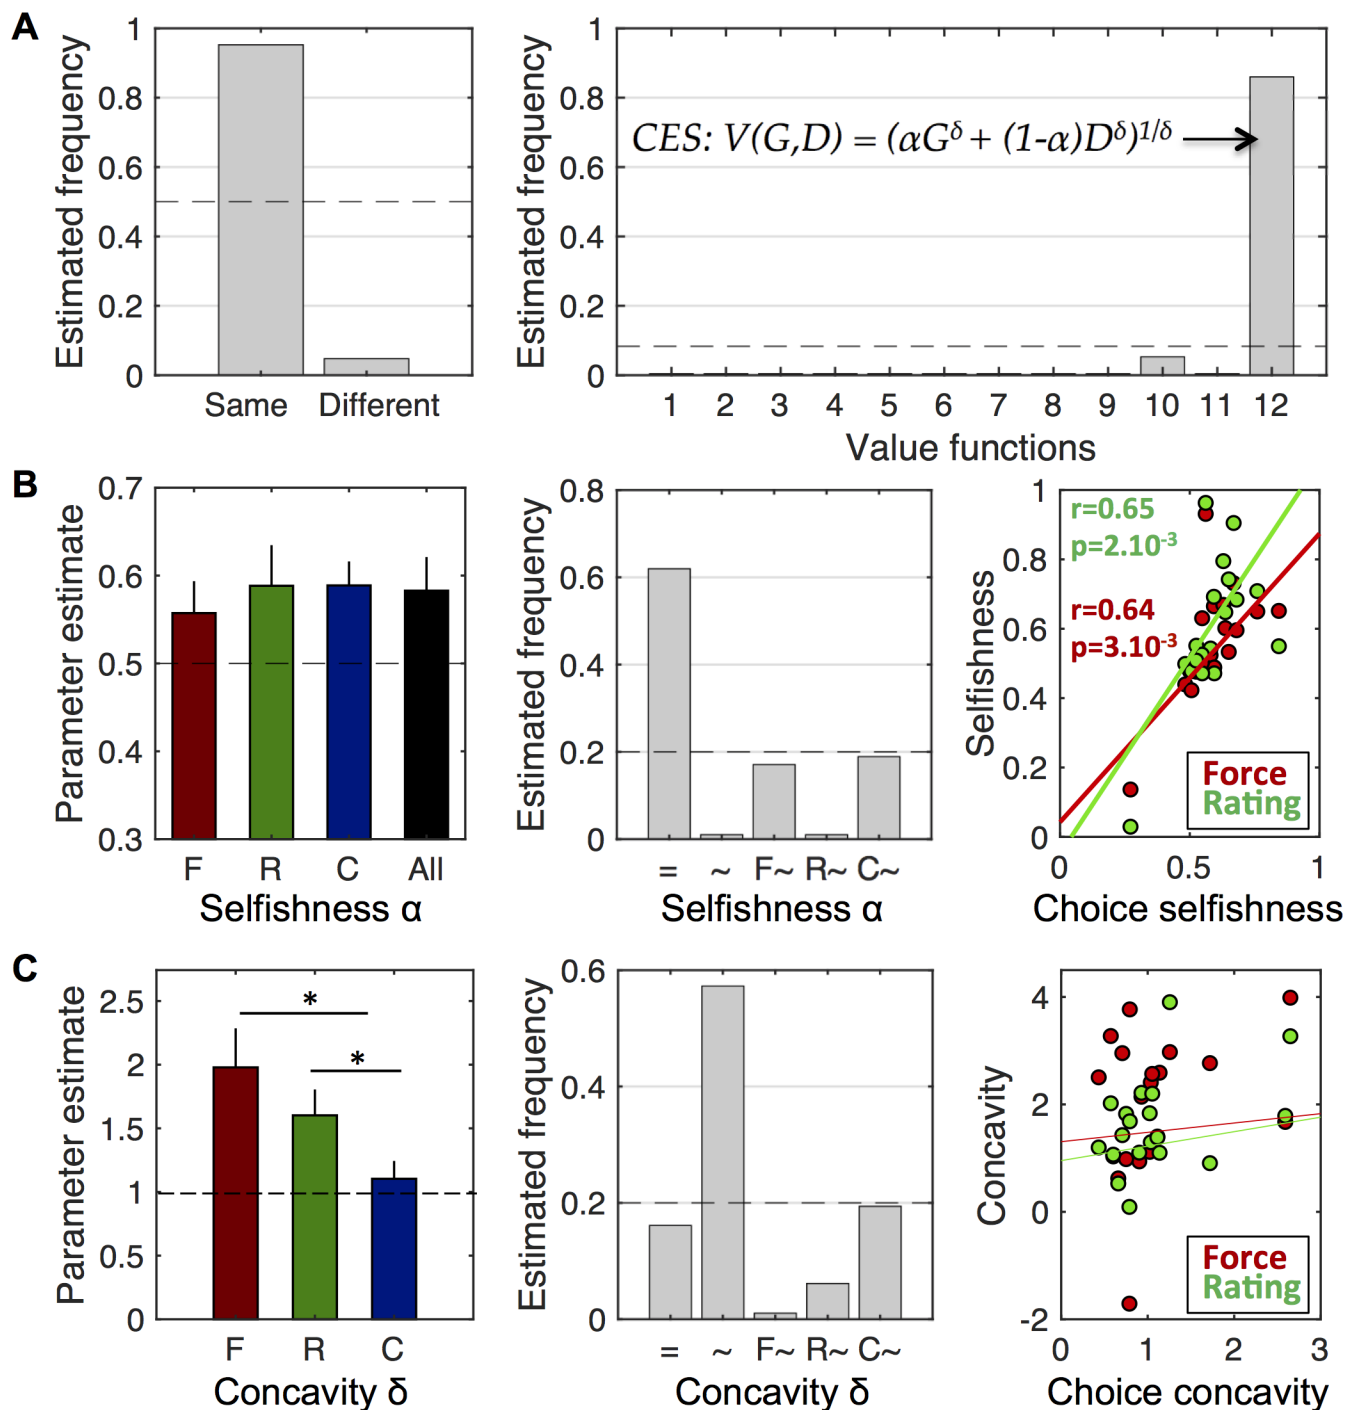 A
Estimated frequency
1
0.8
0.6
0.4
0.2
0
Same Different
Estimated frequency
1
0.8
0.6
0.4
0.2
0
CES: V(G,D) = (αG^δ + (1-α)D^δ)^1/δ
1 2 3 4 5 6 7 8 9 10 11 12
Value functions
B
Parameter estimate
0.7
0.6
0.5
0.4
0.3
F R C All
Selfishness α
Estimated frequency
0.8
0.6
0.4
0.2
0
= ~ F~ R~ C~
Selfishness α
Selfishness
1
0.8
0.6
0.4
0.2
0
r=0.65
p=2.10^-3
r=0.64
p=3.10^-3
Force
Rating
0 0.5 1
Choice selfishness
C
Parameter estimate
2.5
2
1.5
1
0.5
0
*
*
F R C
Concavity δ
Estimated frequency
0.6
0.4
0.2
0
= ~ F~ R~ C~
Concavity δ
Concavity
4
2
0
-2
Force
Rating
0 1 2 3
Choice concavity